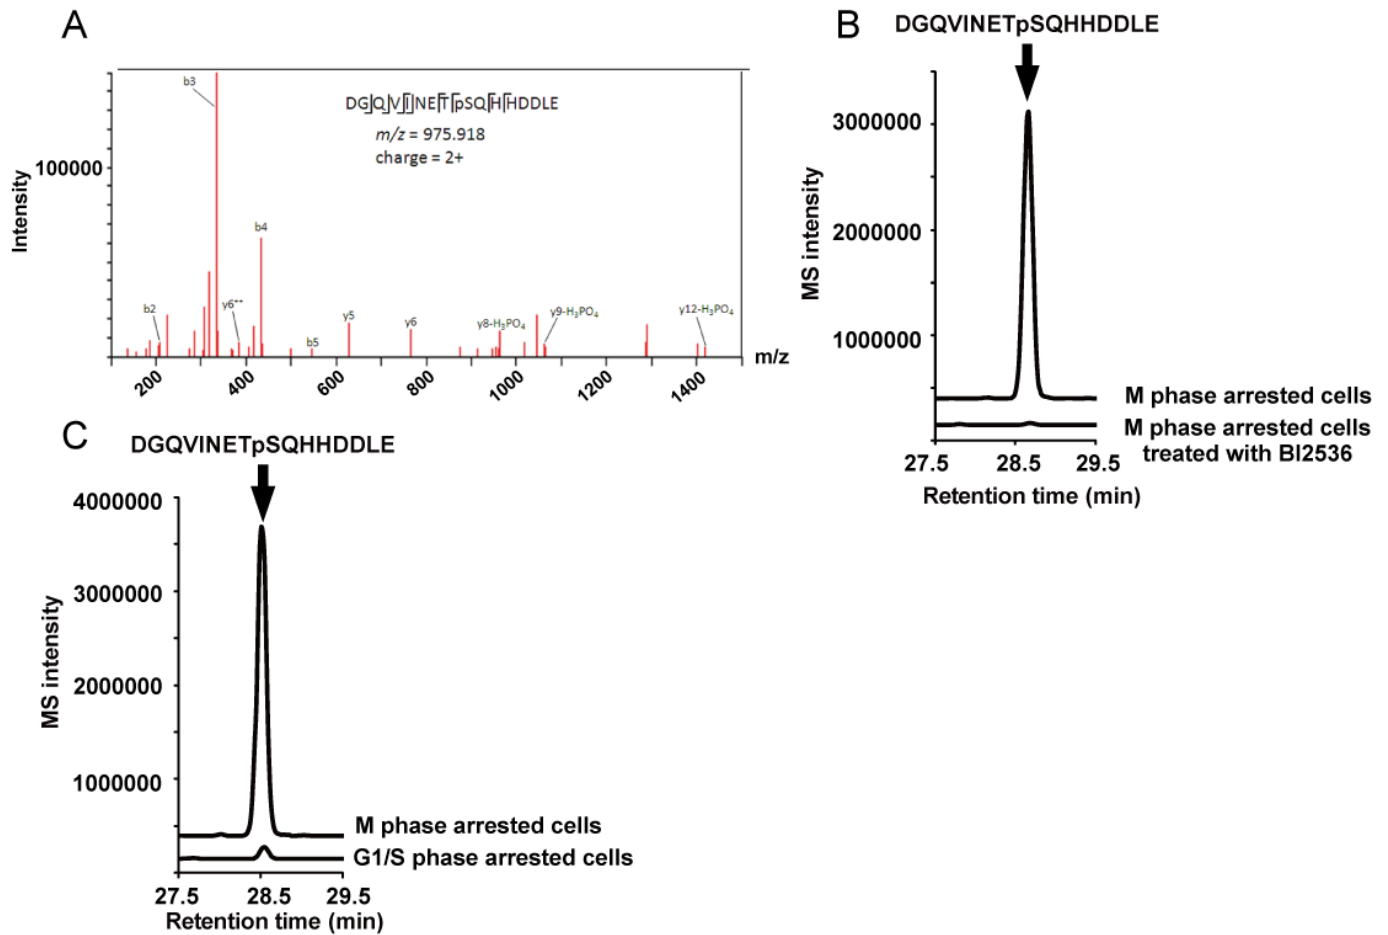 A
b3
DGQVINETpSQHHDDLE
m/z = 975.918
charge = 2+
100000
Intensity
b4
b2
y6++
b5
y5
y6
y8-H3PO4
y9-H3PO4
y12-H3PO4
m/z
200
400
600
800
1000
1200
1400
B
DGQVINETpSQHHDDLE
3000000
2000000
1000000
MS intensity
M phase arrested cells
M phase arrested cells
treated with BI2536
27.5
28.5
29.5
Retention time (min)
C
DGQVINETpSQHHDDLE
4000000
3000000
2000000
1000000
MS intensity
M phase arrested cells
G1/S phase arrested cells
27.5
28.5
29.5
Retention time (min)